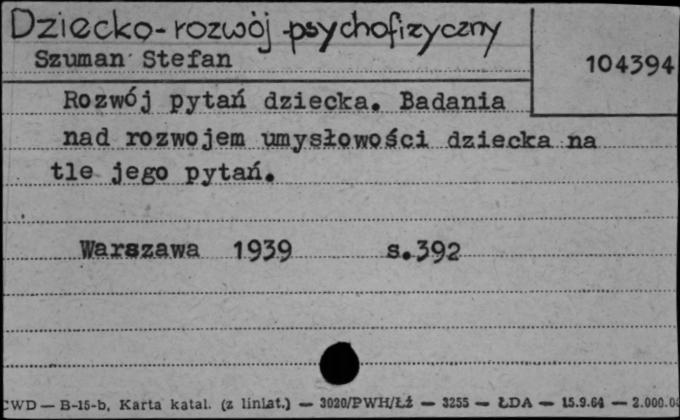 Dziecko-rozwój psychofizyczny
Szuman Stefan
104394
Rozwój pytań dziecka. Badania
nad rozwojem umysłowości dziecka na
tle jego pytań.
Warszawa 1939 s.392
CWD — B-15-b, Karta katal. (z liniat.) — 3020/PWH/Łź — 3255 — ŁDA — 15.9.64 — 2.000.0